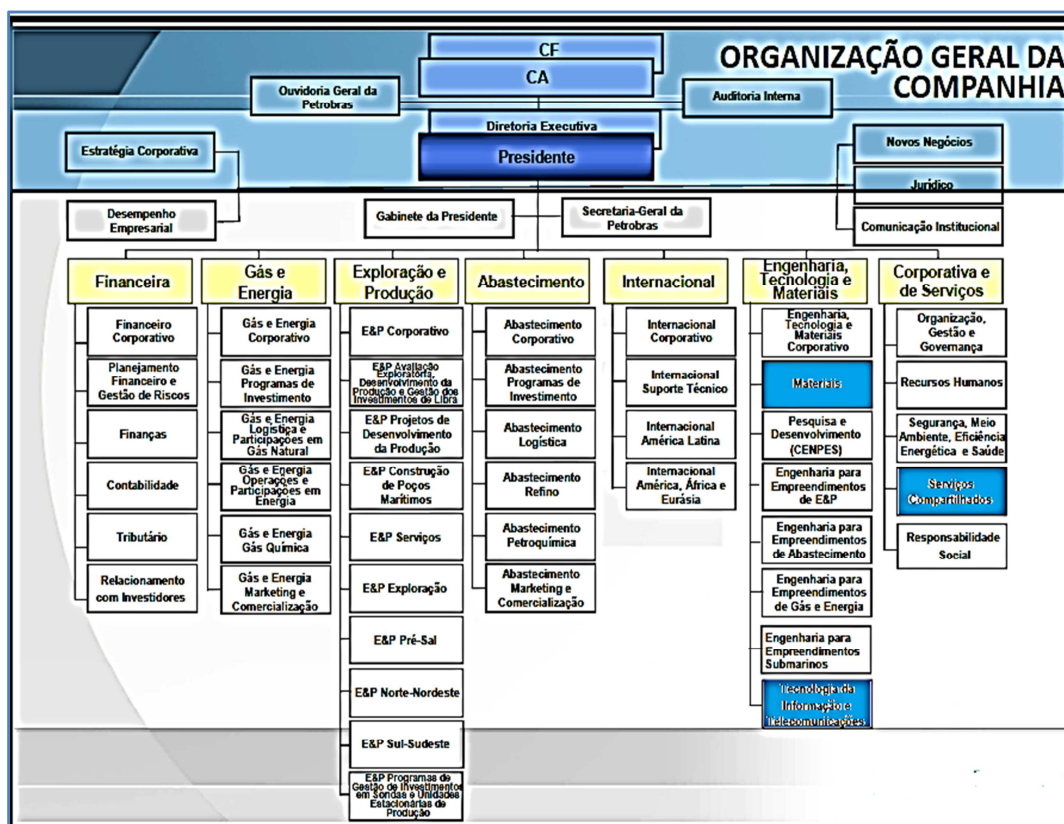 ORGANIZAÇÃO GERAL DA
COMPANHIA
CF
CA
Ouvidoria Geral da
Petrobras
Auditoria Interna
Diretoria Executiva
Presidente
Estratégia Corporativa
Novos Negócios
Jurídico
Desempenho
Empresarial
Gabinete da Presidente
Secretaria-Geral da
Petrobras
Comunicação Institucional
Financeira
Financeiro
Corporativo
Planejamento
Financeiro e
Gestão de Riscos
Finanças
Contabilidade
Tributário
Relacionamento
com Investidores
Gás e
Energia
Gás e Energia
Corporativo
Gás e Energia
Programas de
Investimento
Gás e Energia
Logística e
Participações em
Gás Natural
Gás e Energia
Operações e
Participações em
Energia
Gás e Energia
Gás Química
Gás e Energia
Marketing e
Comercialização
Exploração e
Produção
E&P Corporativo
E&P Avaliação
Exploratória,
Desenvolvimento da
Produção e Gestão dos
Investimentos de Libra
E&P Projetos de
Desenvolvimento
da Produção
E&P Construção
de Poços
Marítimos
E&P Serviços
E&P Exploração
E&P Pré-Sal
E&P Norte-Nordeste
E&P Sul-Sudeste
E&P Programas de
Gestão de Investimentos
em Sondas e Unidades
Estacionárias de
Produção
Abastecimento
Abastecimento
Corporativo
Abastecimento
Programas de
Investimento
Abastecimento
Logística
Abastecimento
Refino
Abastecimento
Petroquímica
Abastecimento
Marketing e
Comercialização
Internacional
Internacional
Corporativo
Internacional
Suporte Técnico
Internacional
América Latina
Internacional
América, África e
Eurásia
Engenharia,
Tecnologia e
Materiais
Engenharia,
Tecnologia e
Materiais
Corporativo
Materiais
Pesquisa e
Desenvolvimento
(CENPES)
Engenharia para
Empreendimentos
de E&P
Engenharia para
Empreendimentos
de Abastecimento
Engenharia para
Empreendimentos
de Gás e Energia
Engenharia para
Empreendimentos
Submarinos
Tecnologia da
Informação e
Telecomunicações
Corporativa e
de Serviços
Organização,
Gestão e
Governança
Recursos Humanos
Segurança, Meio
Ambiente, Eficiência
Energética e Saúde
Serviços
Compartilhados
Responsabilidade
Social